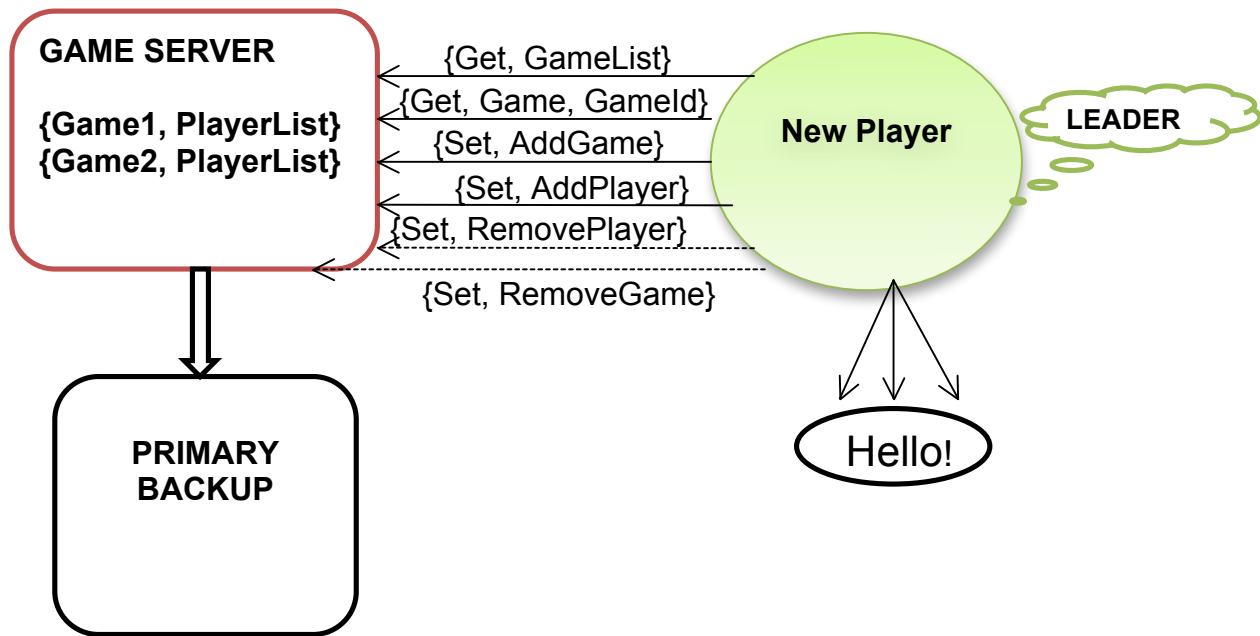 GAME SERVER
{Game1, PlayerList}
{Game2, PlayerList}
{Get, GameList}
{Get, Game, GameId}
{Set, AddGame}
{Set, AddPlayer}
{Set, RemovePlayer}
{Set, RemoveGame}
New Player
LEADER
Hello!
PRIMARY
BACKUP